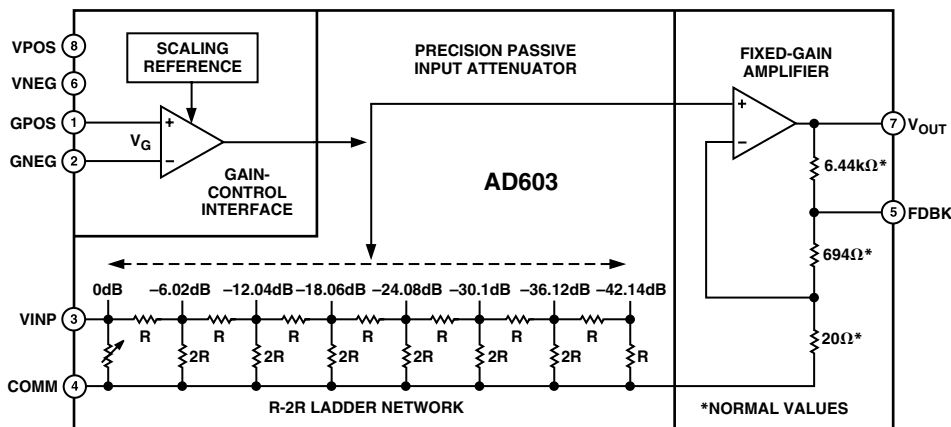 VPOS 8
VNEG 6
GPOS 1
GNEG 2
SCALING
REFERENCE
VG
+
−
GAIN-
CONTROL
INTERFACE
PRECISION PASSIVE
INPUT ATTENUATOR
AD603
FIXED-GAIN
AMPLIFIER
+
−
7 VOUT
6.44kΩ*
5 FDBK
694Ω*
20Ω*
*NORMAL VALUES
0dB −6.02dB −12.04dB −18.06dB −24.08dB −30.1dB −36.12dB −42.14dB
VINP 3
R R R R R R R
2R 2R 2R 2R 2R 2R R
COMM 4
R-2R LADDER NETWORK